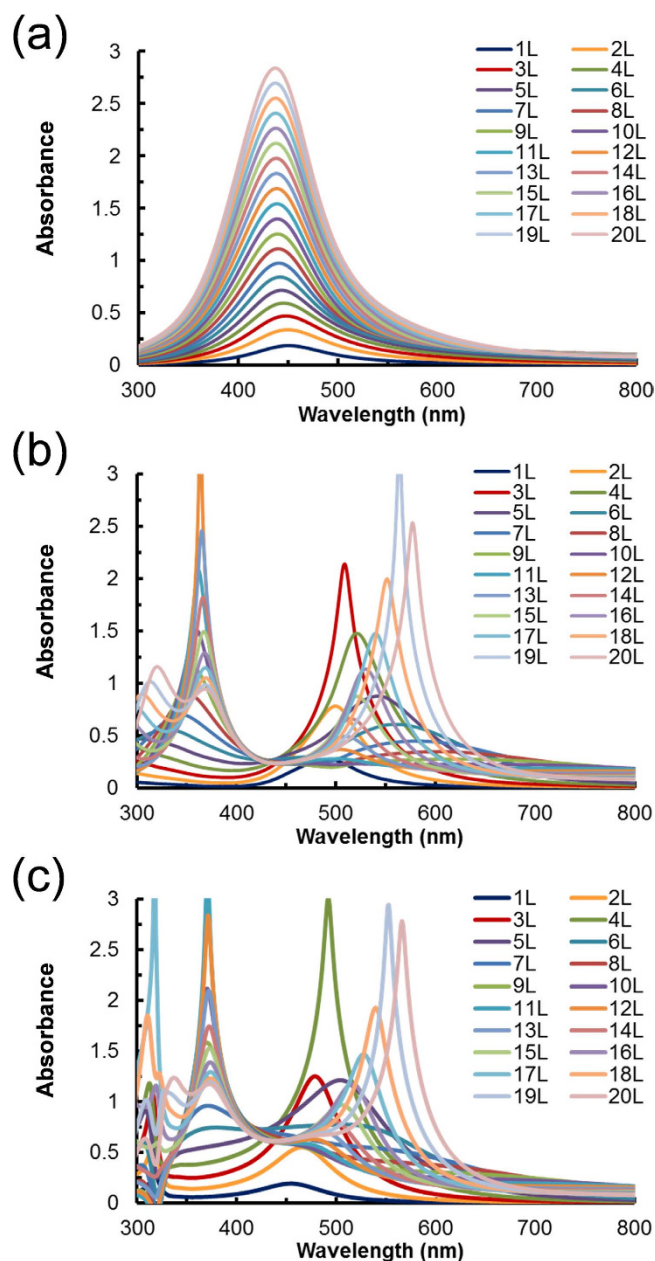 (a)
3
2.5
2
1.5
1
0.5
0
Absorbance
300 400 500 600 700 800
Wavelength (nm)
1L 2L
3L 4L
5L 6L
7L 8L
9L 10L
11L 12L
13L 14L
15L 16L
17L 18L
19L 20L
(b)
3
2.5
2
1.5
1
0.5
0
Absorbance
300 400 500 600 700 800
Wavelength (nm)
1L 2L
3L 4L
5L 6L
7L 8L
9L 10L
11L 12L
13L 14L
15L 16L
17L 18L
19L 20L
(c)
3
2.5
2
1.5
1
0.5
0
Absorbance
300 400 500 600 700 800
Wavelength (nm)
1L 2L
3L 4L
5L 6L
7L 8L
9L 10L
11L 12L
13L 14L
15L 16L
17L 18L
19L 20L